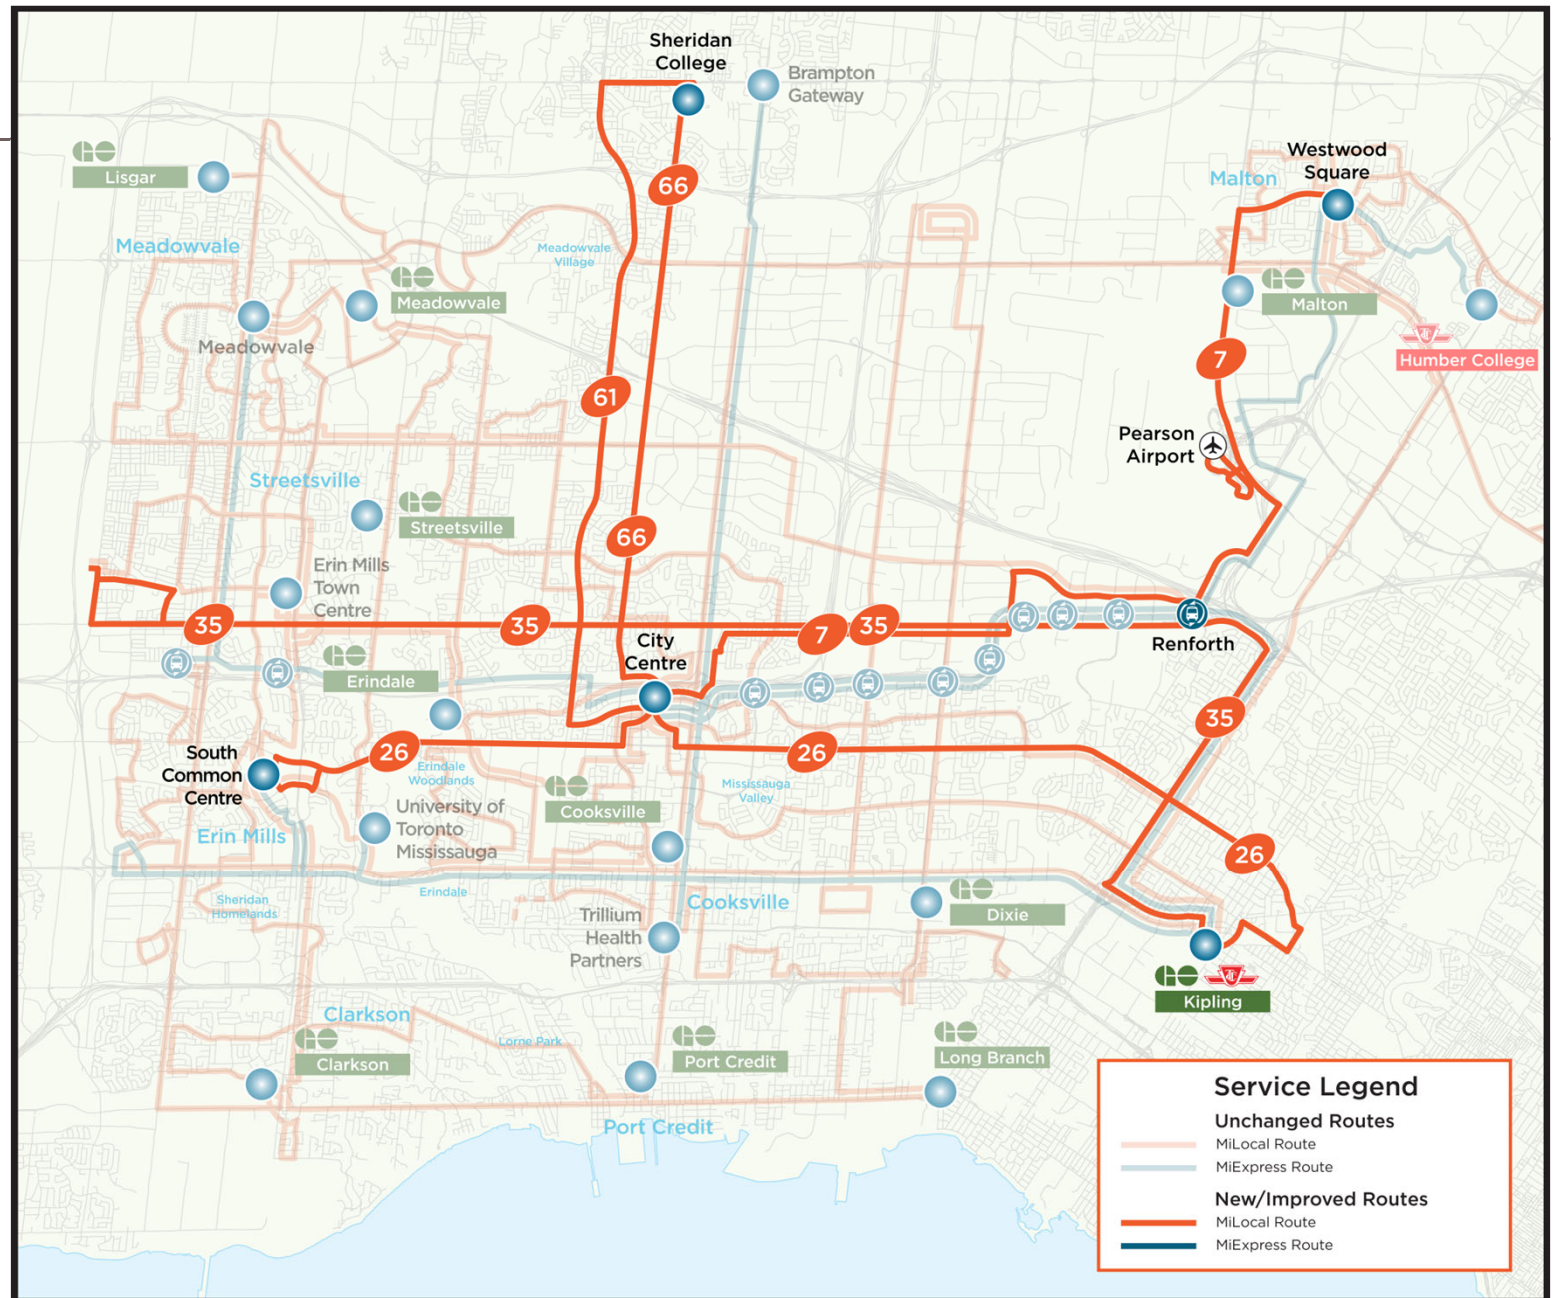 Sheridan
College
Brampton
Gateway
Westwood
Square
Malton
Lisgar
66
Meadowvale
Meadowvale
Village
Meadowvale
Malton
Meadowvale
7
Humber College
61
Pearson
Airport
Streetsville
Streetsville
66
Erin Mills
Town
Centre
35
35
7
35
City
Centre
Renforth
Erindale
35
26
26
South
Common
Centre
Erindale
Woodlands
Mississauga
Valley
Cooksville
University of
Toronto
Mississauga
Erin Mills
26
Erindale
Sheridan
Homelands
Cooksville
Dixie
Trillium
Health
Partners
Kipling
Clarkson
Clarkson
Lorne Park
Port Credit
Long Branch
Port Credit
Service Legend
Unchanged Routes
MiLocal Route
MiExpress Route
New/Improved Routes
MiLocal Route
MiExpress Route